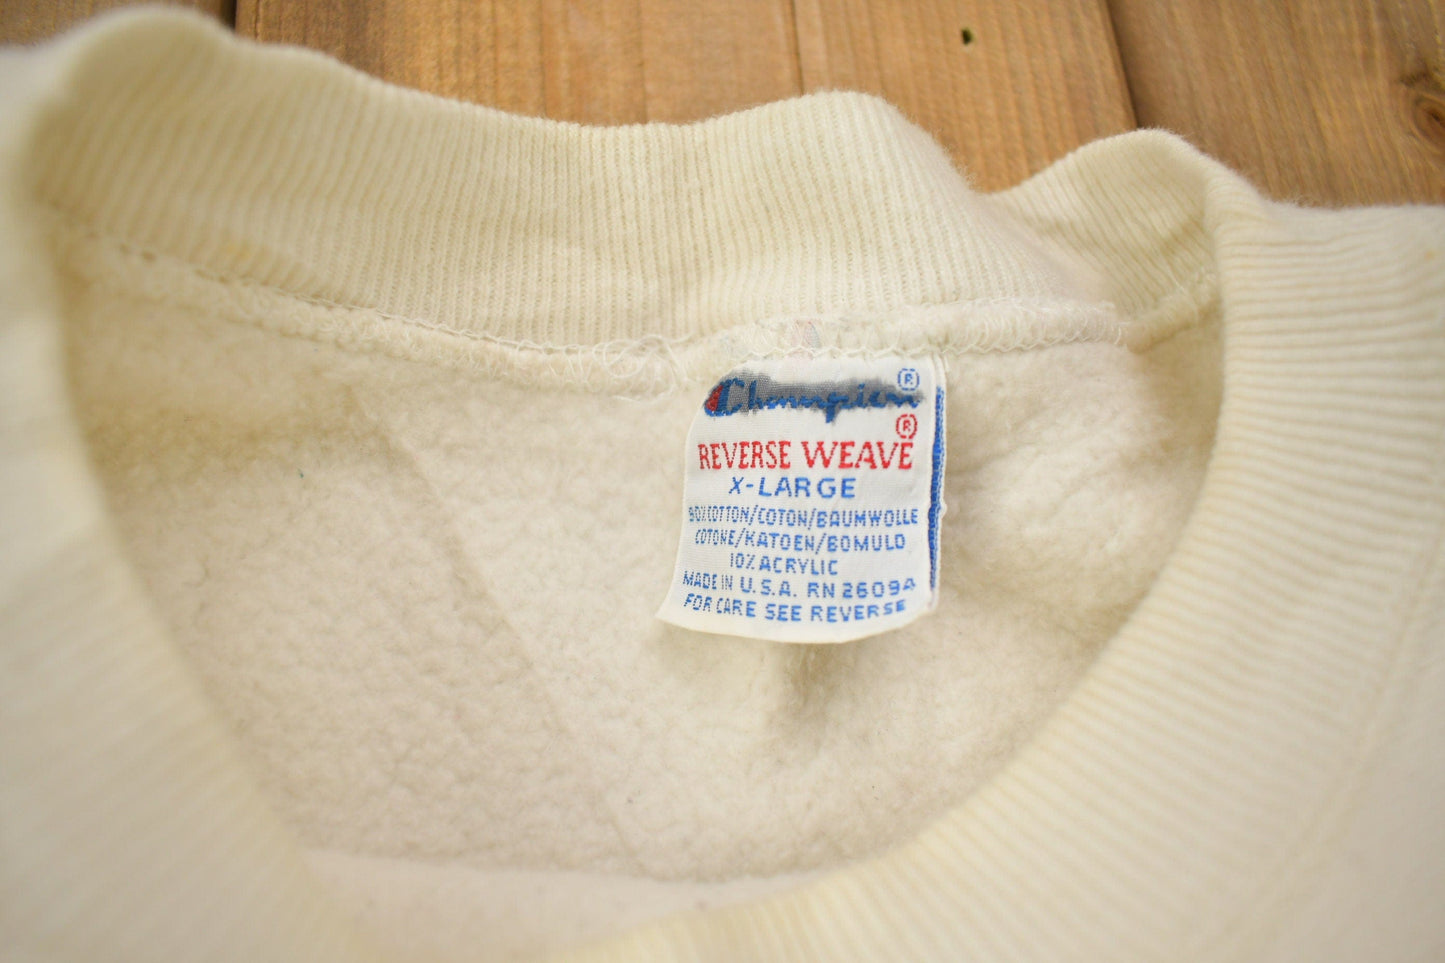 Champion ®
®
REVERSE WEAVE
X-LARGE
90% COTTON/COTON/BAUMWOLLE
COTONE/KATOEN/BOMULD
10% ACRYLIC
MADE IN U.S.A. RN 26094
FOR CARE SEE REVERSE